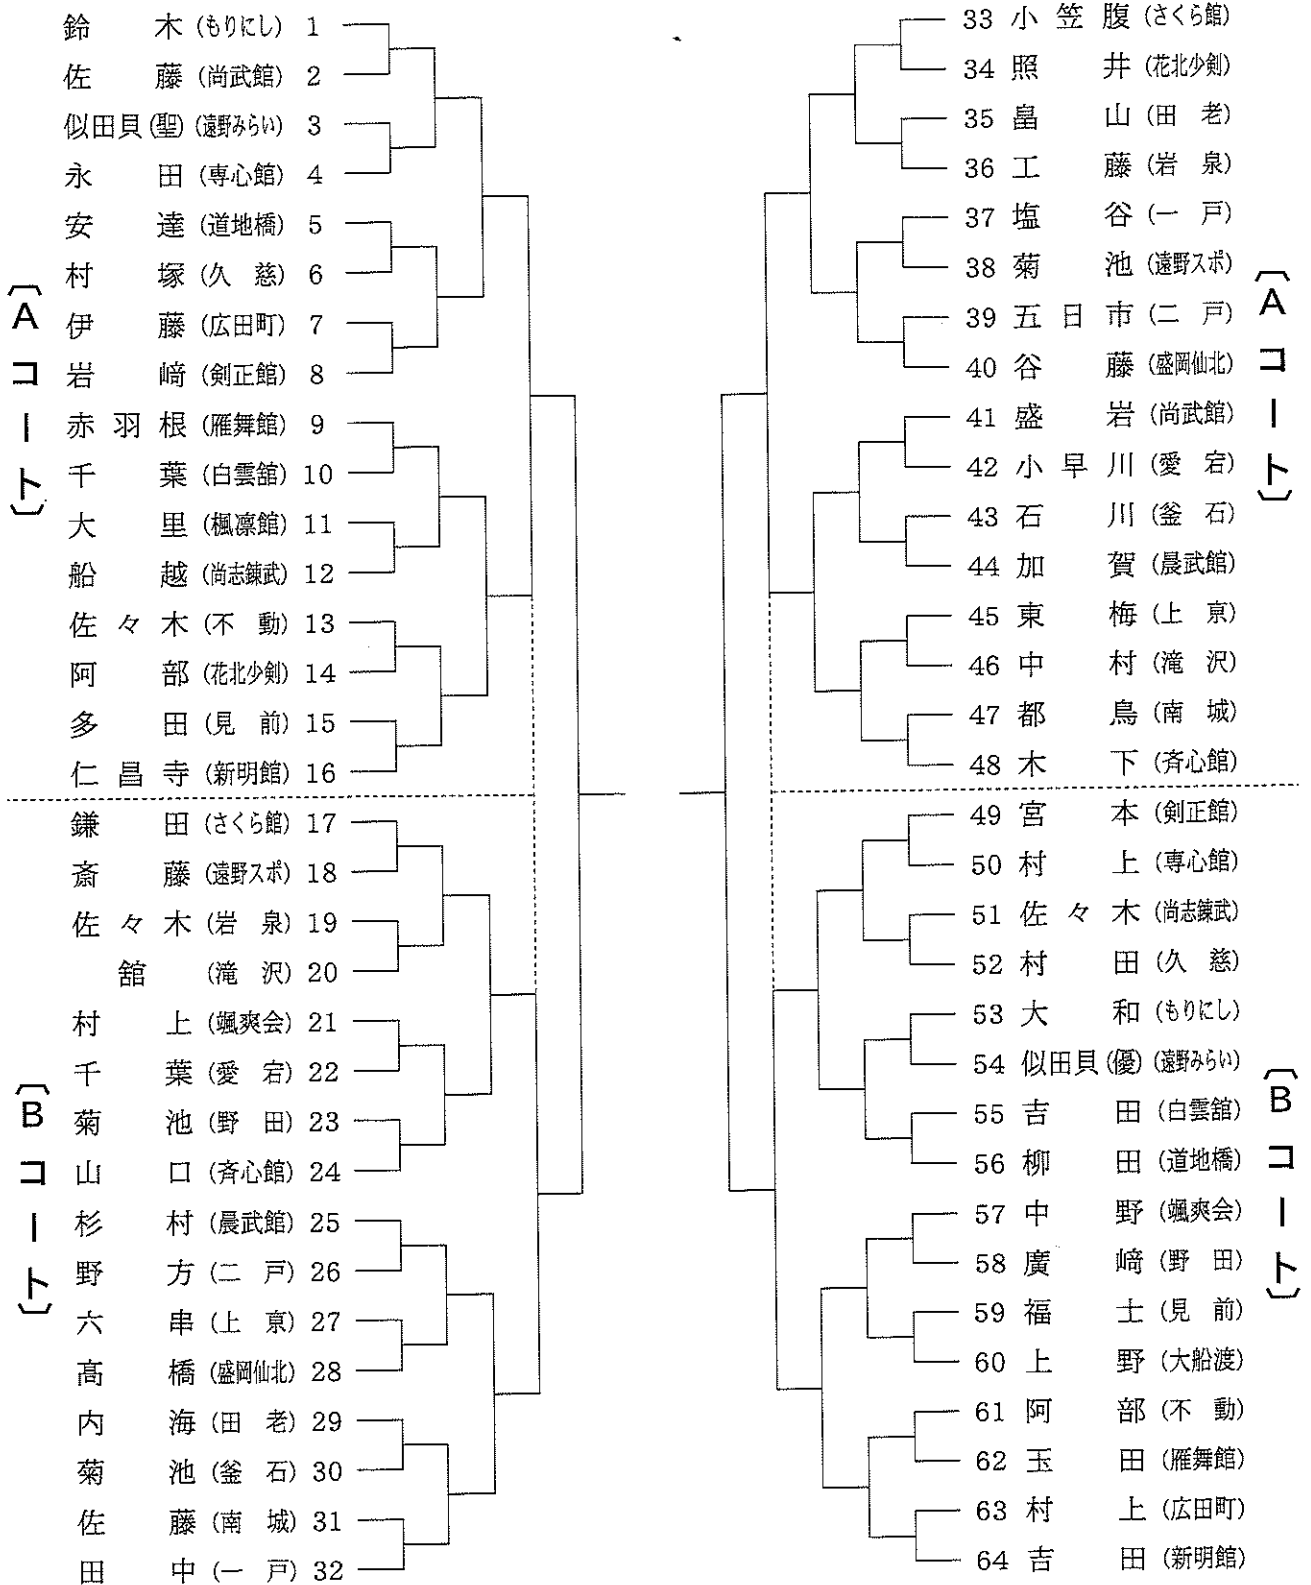 鈴木(もりにし) 1
佐藤(尚武館) 2
似田貝(聖)(遠野みらい) 3
永田(専心館) 4
安達(道地橋) 5
村塚(久慈) 6
伊藤(広田町) 7
岩﨑(剣正館) 8
赤羽根(雁舞館) 9
千葉(白雲舘) 10
大里(楓凛館) 11
船越(尚志錬武) 12
佐々木(不動) 13
阿部(花北少剣) 14
多田(見前) 15
仁昌寺(新明館) 16
(Aコート)
鎌田(さくら館) 17
斎藤(遠野スポ) 18
佐々木(岩泉) 19
舘(滝沢) 20
村上(颯爽会) 21
千葉(愛宕) 22
菊池(野田) 23
山口(斉心館) 24
杉村(晨武館) 25
野方(二戸) 26
六串(上京) 27
髙橋(盛岡仙北) 28
内海(田老) 29
菊池(釜石) 30
佐藤(南城) 31
田中(一戸) 32
(Bコート)
33 小笠腹(さくら館)
34 照井(花北少剣)
35 畠山(田老)
36 工藤(岩泉)
37 塩谷(一戸)
38 菊池(遠野スポ)
39 五日市(二戸)
40 谷藤(盛岡仙北)
41 盛岩(尚武館)
42 小早川(愛宕)
43 石川(釜石)
44 加賀(晨武館)
45 東梅(上京)
46 中村(滝沢)
47 都鳥(南城)
48 木下(斉心館)
(Aコート)
49 宮本(剣正館)
50 村上(専心館)
51 佐々木(尚志錬武)
52 村田(久慈)
53 大和(もりにし)
54 似田貝(優)(遠野みらい)
55 吉田(白雲舘)
56 柳田(道地橋)
57 中野(颯爽会)
58 廣﨑(野田)
59 福士(見前)
60 上野(大船渡)
61 阿部(不動)
62 玉田(雁舞館)
63 村上(広田町)
64 吉田(新明館)
(Bコート)